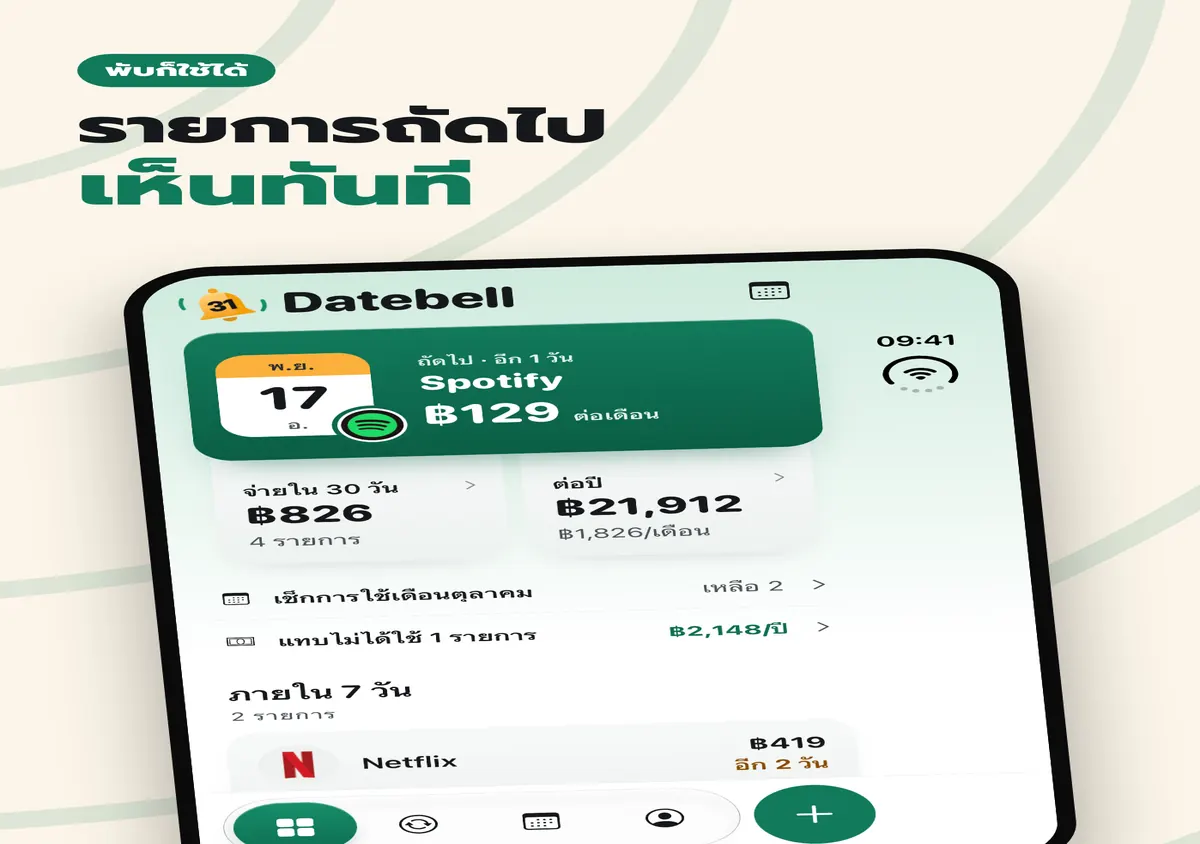 พับก็ใช้ได้
รายการถัดไป
เห็นทันที
31
Datebell
09:41
พ.ย.
17
อ.
ถัดไป · อีก 1 วัน
Spotify
฿129 ต่อเดือน
จ่ายใน 30 วัน
฿826
4 รายการ
ต่อปี
฿21,912
฿1,826/เดือน
เช็กการใช้เดือนตุลาคม เหลือ 2
แทบไม่ได้ใช้ 1 รายการ ฿2,148/ปี
ภายใน 7 วัน
2 รายการ
N Netflix
฿419
อีก 2 วัน